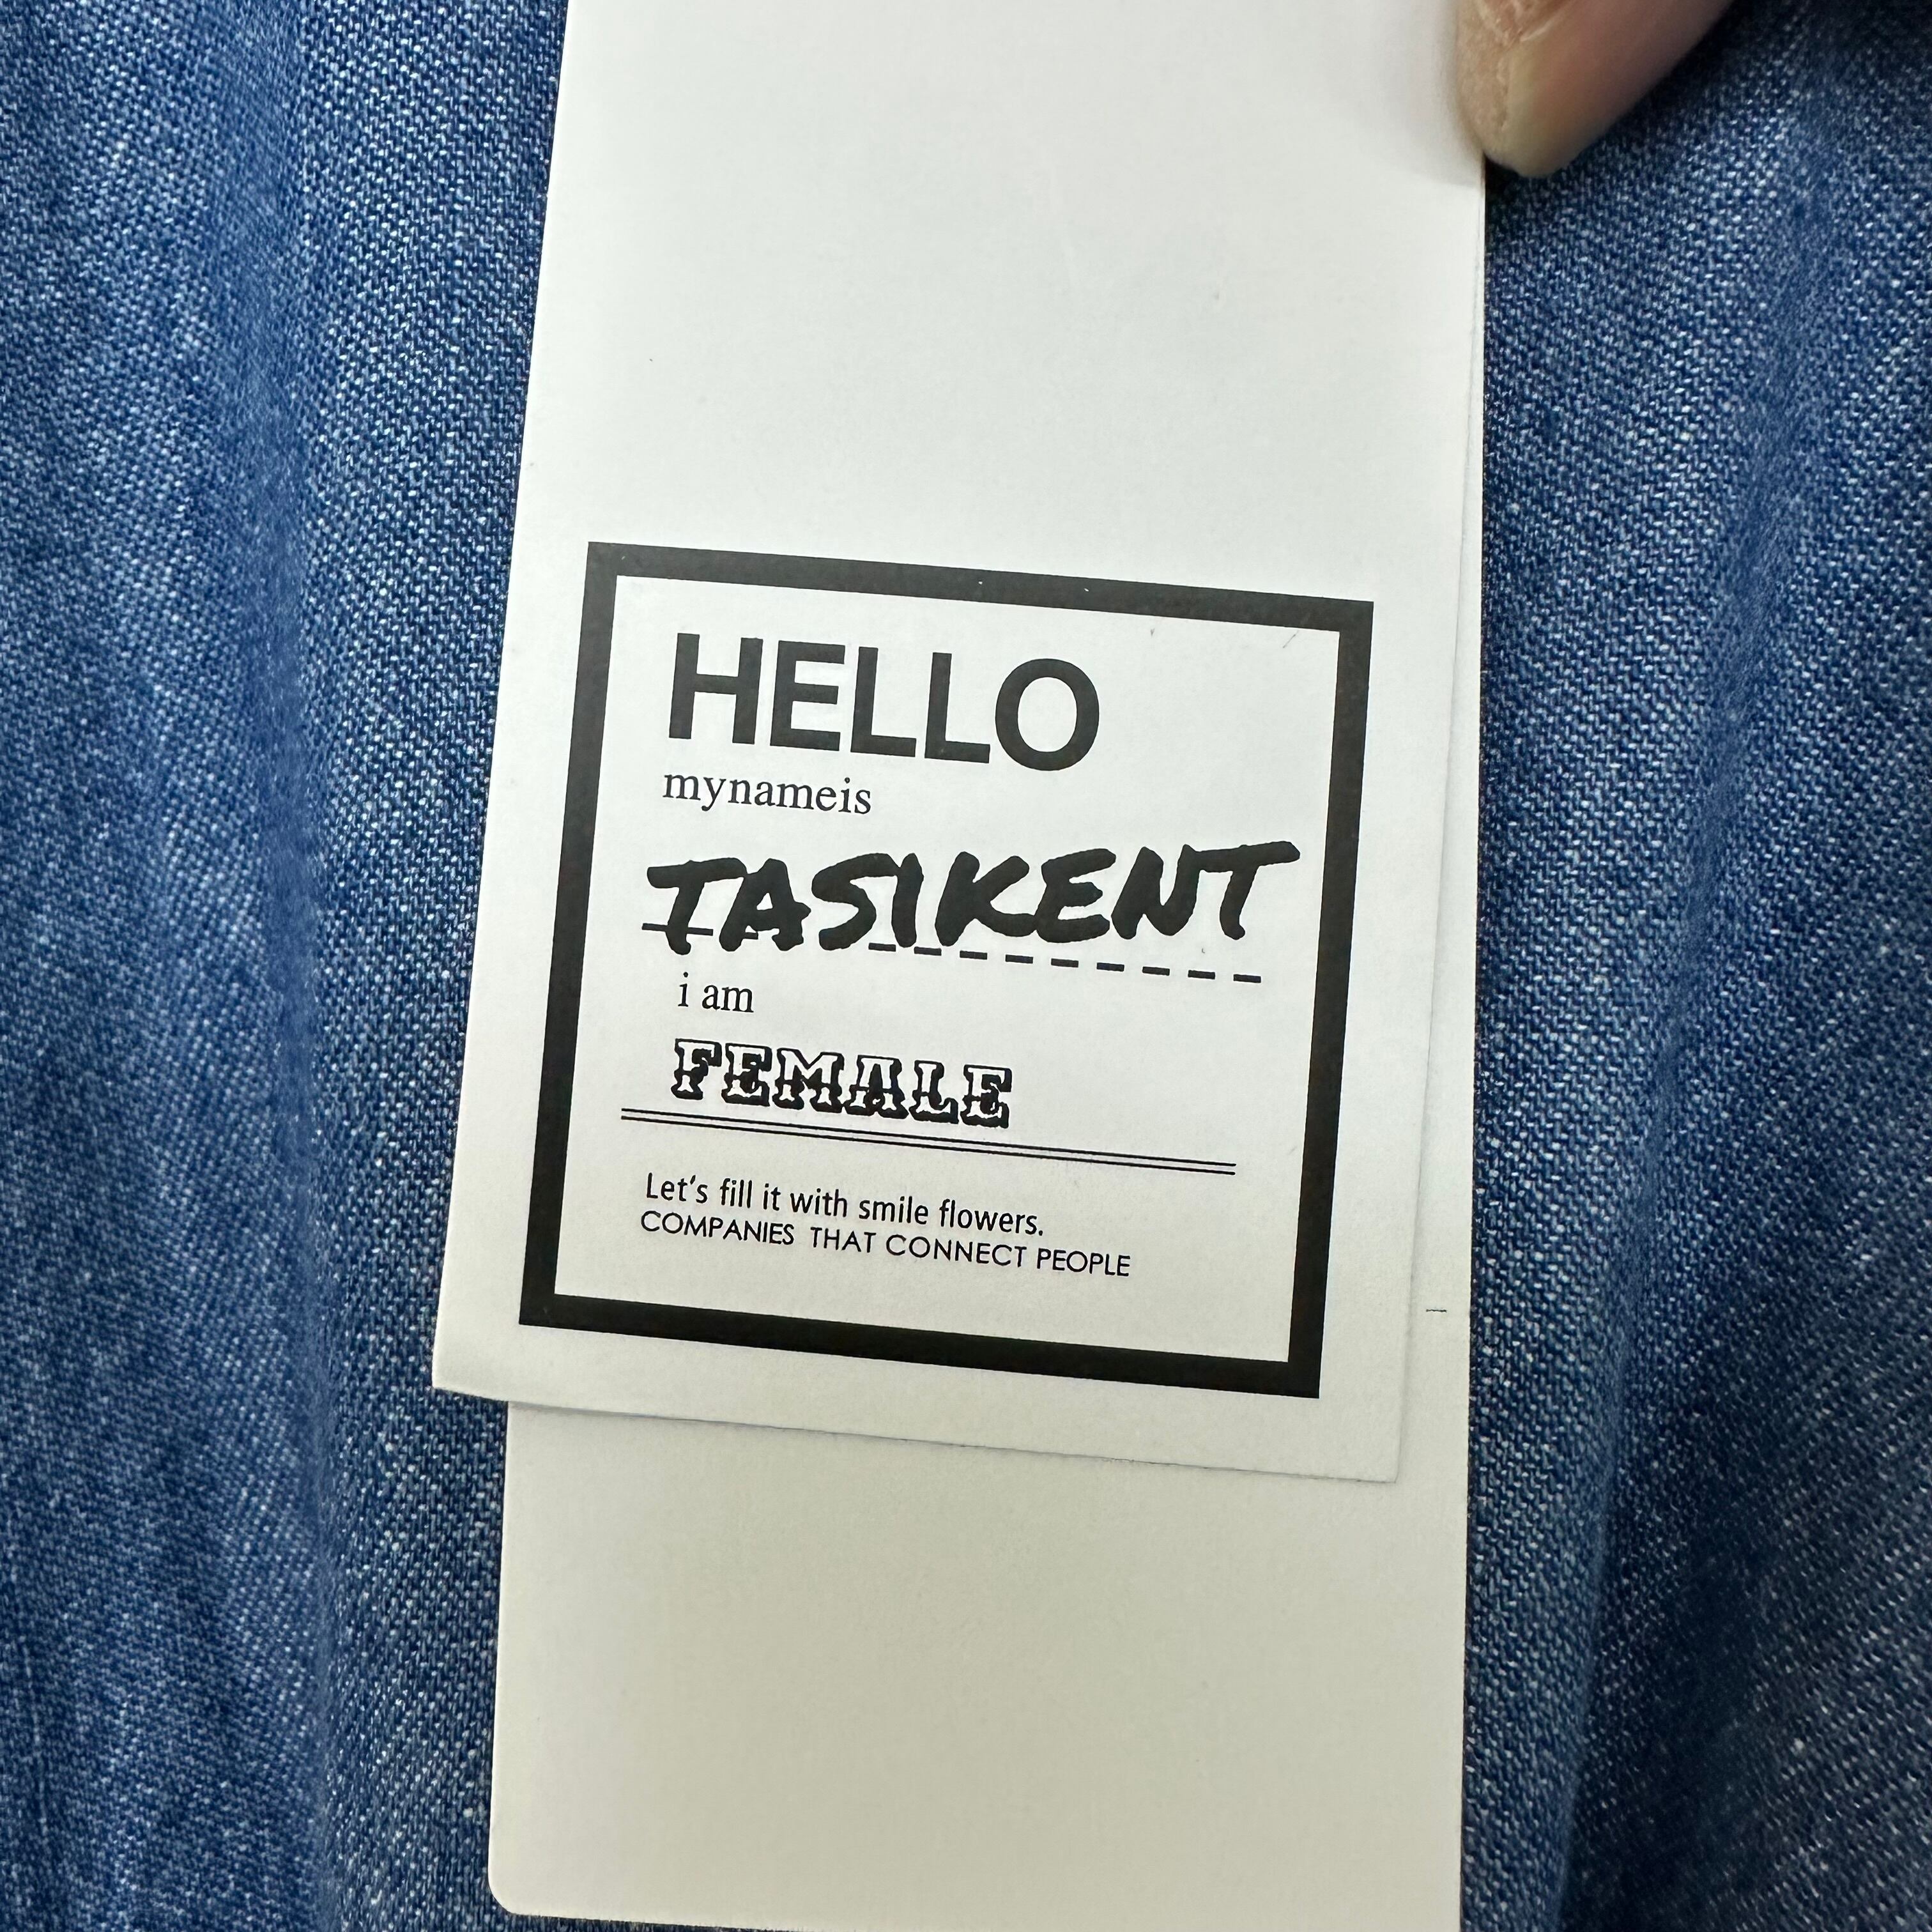 HELLO
mynameis
TASIKENT
i am
FEMALE
Let's fill it with smile flowers.
COMPANIES THAT CONNECT PEOPLE